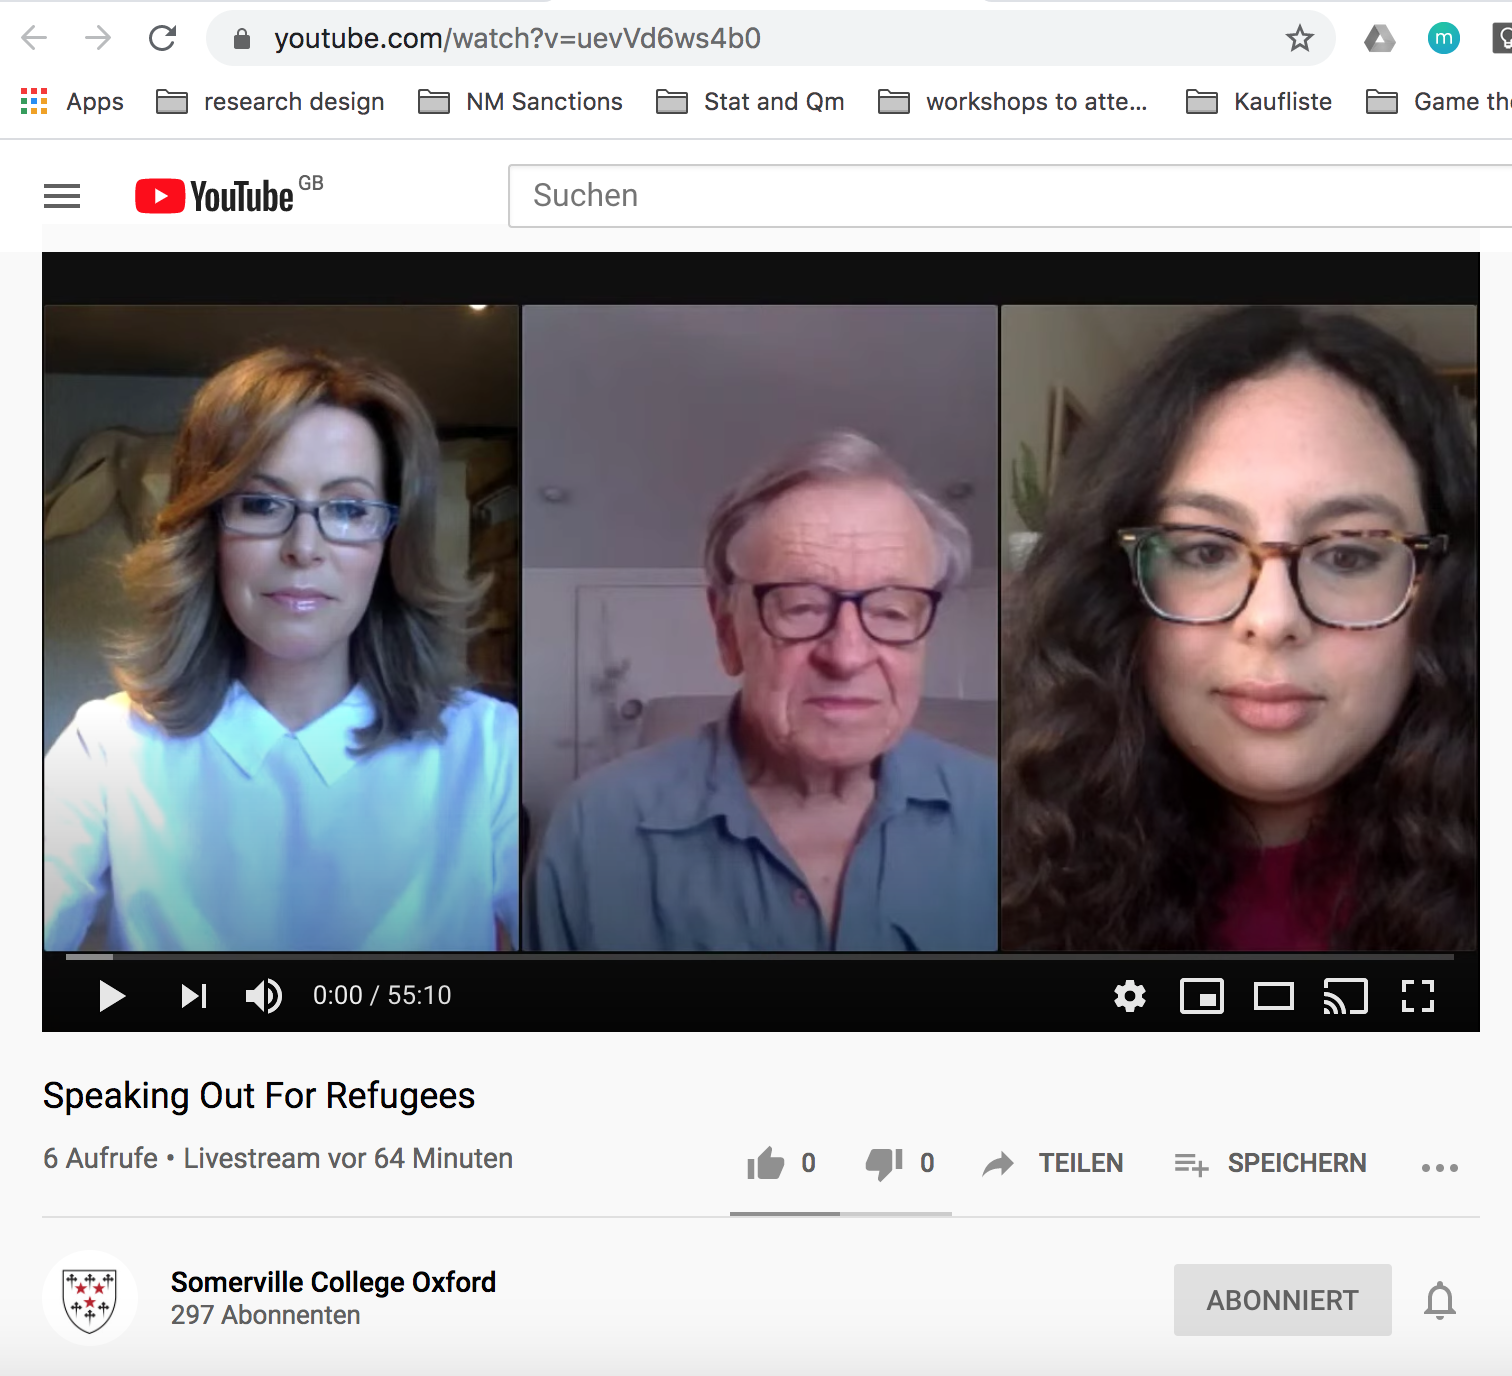 youtube.com/watch?v=uevVd6ws4b0
m
Apps research design NM Sanctions Stat and Qm workshops to atte... Kaufliste Game the
YouTube GB
Suchen
0:00 / 55:10
Speaking Out For Refugees
6 Aufrufe • Livestream vor 64 Minuten
0 0 TEILEN SPEICHERN
Somerville College Oxford
297 Abonnenten
ABONNIERT